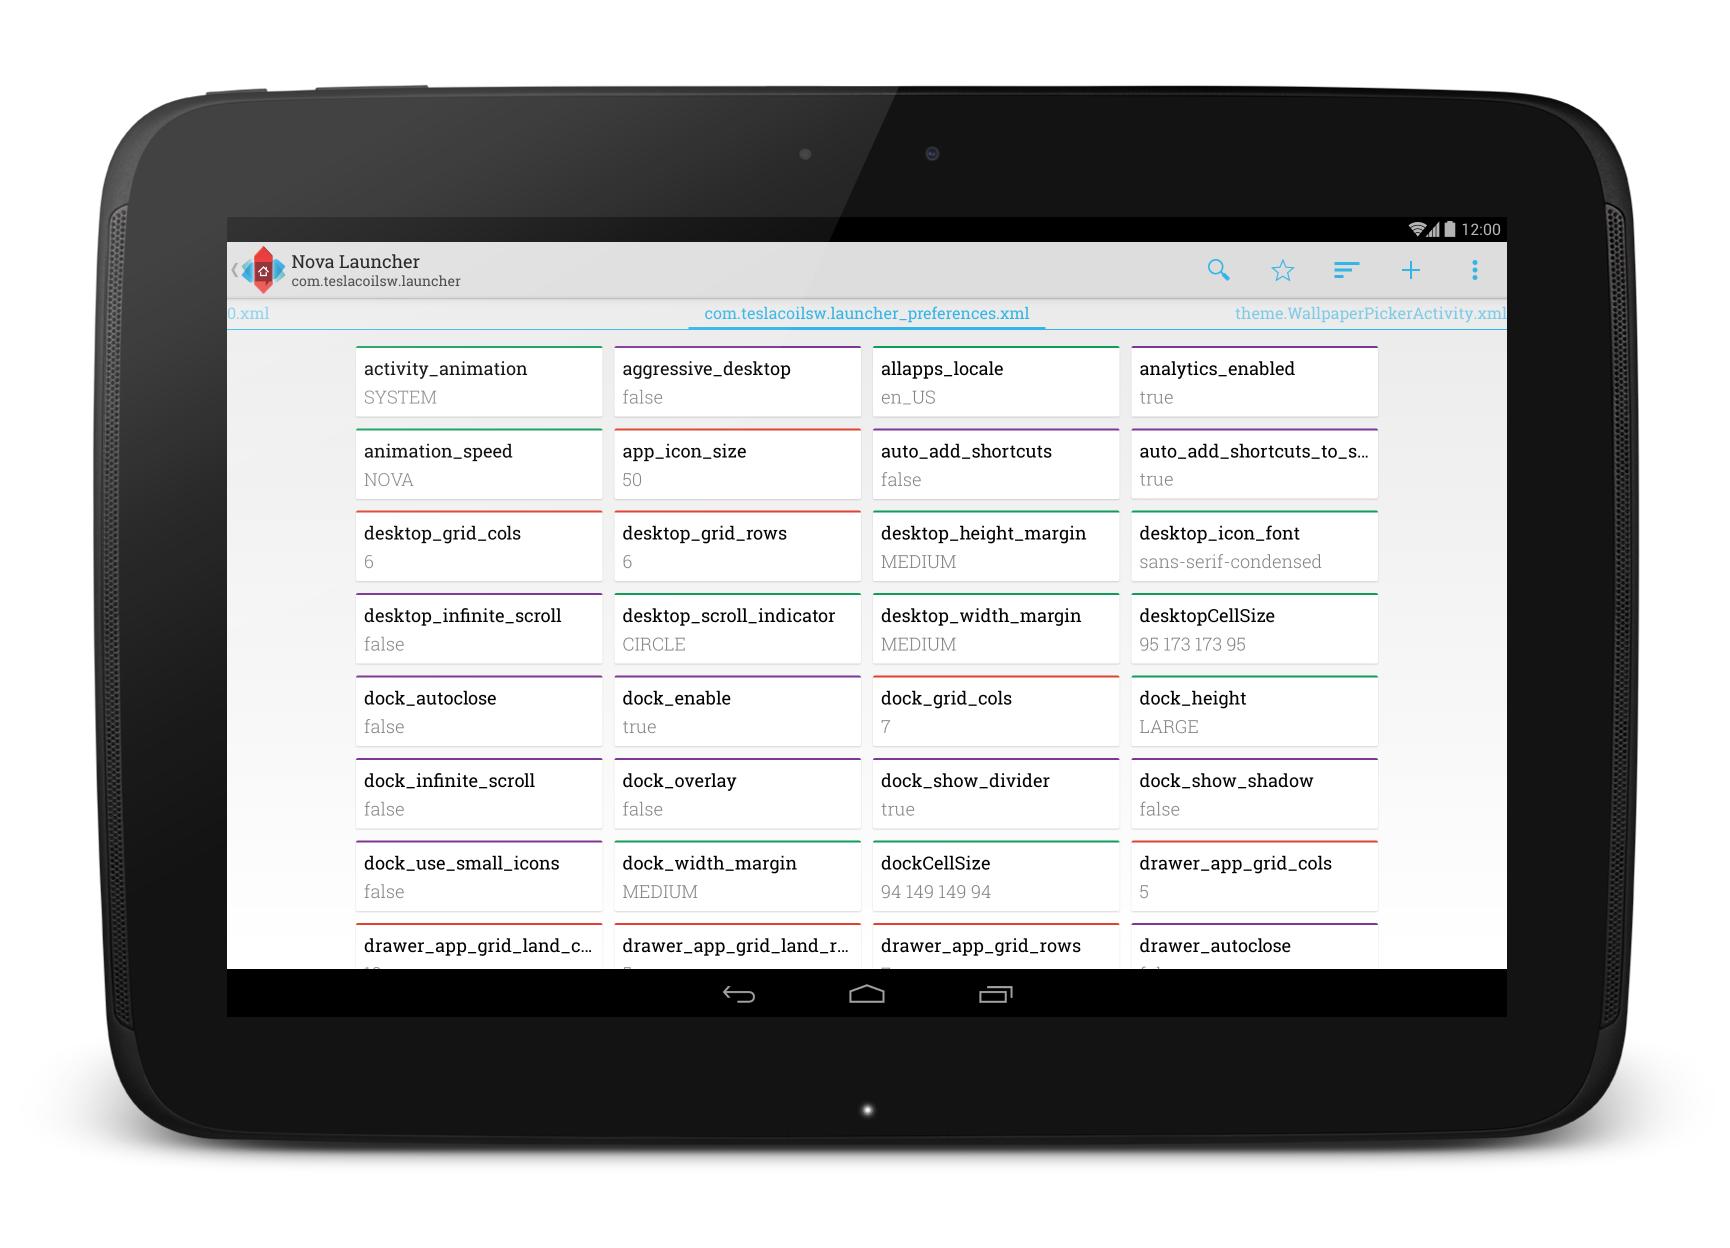 12:00
Nova Launcher
com.teslacoilsw.launcher
0.xml com.teslacoilsw.launcher_preferences.xml theme.WallpaperPickerActivity.xml
activity_animation aggressive_desktop allapps_locale analytics_enabled
SYSTEM false en_US true
animation_speed app_icon_size auto_add_shortcuts auto_add_shortcuts_to_s...
NOVA 50 false true
desktop_grid_cols desktop_grid_rows desktop_height_margin desktop_icon_font
6 6 MEDIUM sans-serif-condensed
desktop_infinite_scroll desktop_scroll_indicator desktop_width_margin desktopCellSize
false CIRCLE MEDIUM 95 173 173 95
dock_autoclose dock_enable dock_grid_cols dock_height
false true 7 LARGE
dock_infinite_scroll dock_overlay dock_show_divider dock_show_shadow
false false true false
dock_use_small_icons dock_width_margin dockCellSize drawer_app_grid_cols
false MEDIUM 94 149 149 94 5
drawer_app_grid_land_c... drawer_app_grid_land_r... drawer_app_grid_rows drawer_autoclose